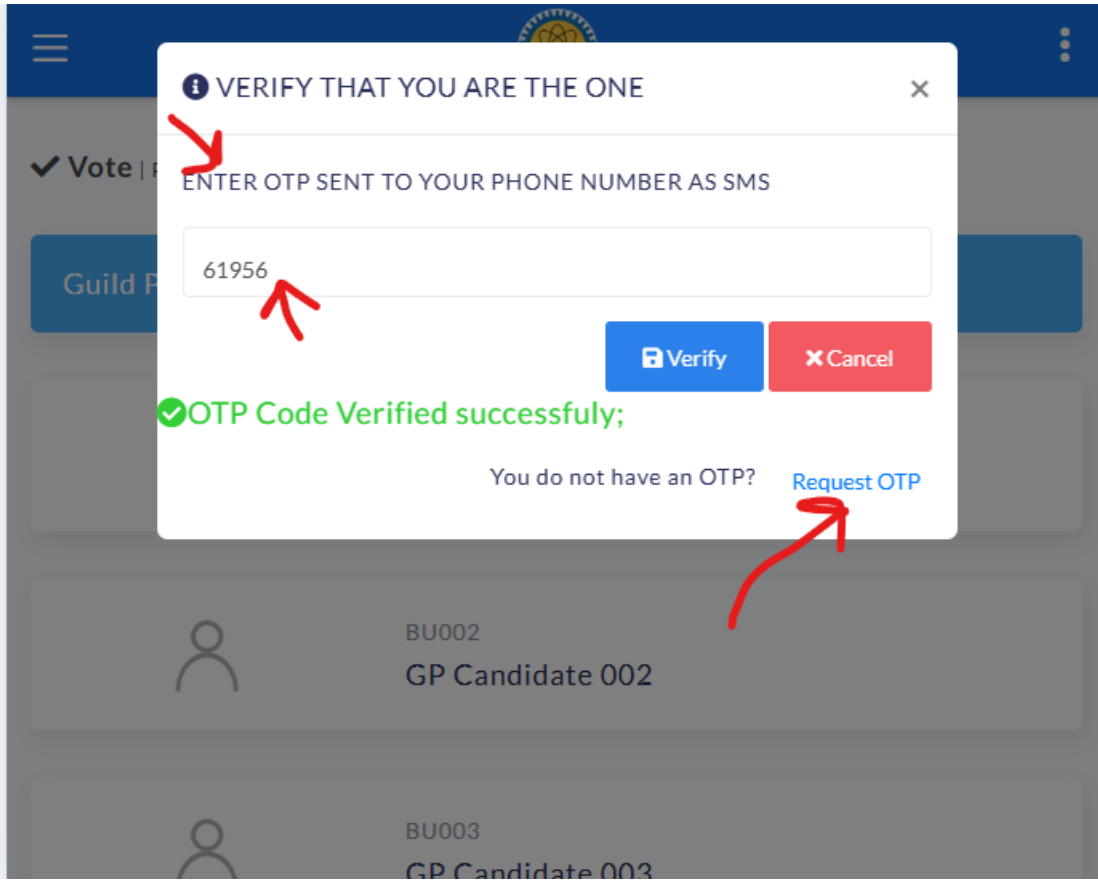 VERIFY THAT YOU ARE THE ONE
×
Vote |
ENTER OTP SENT TO YOUR PHONE NUMBER AS SMS
Guild
61956
Verify
Cancel
OTP Code Verified successfuly;
You do not have an OTP? Request OTP
BU002
GP Candidate 002
BU003
GP Candidate 003